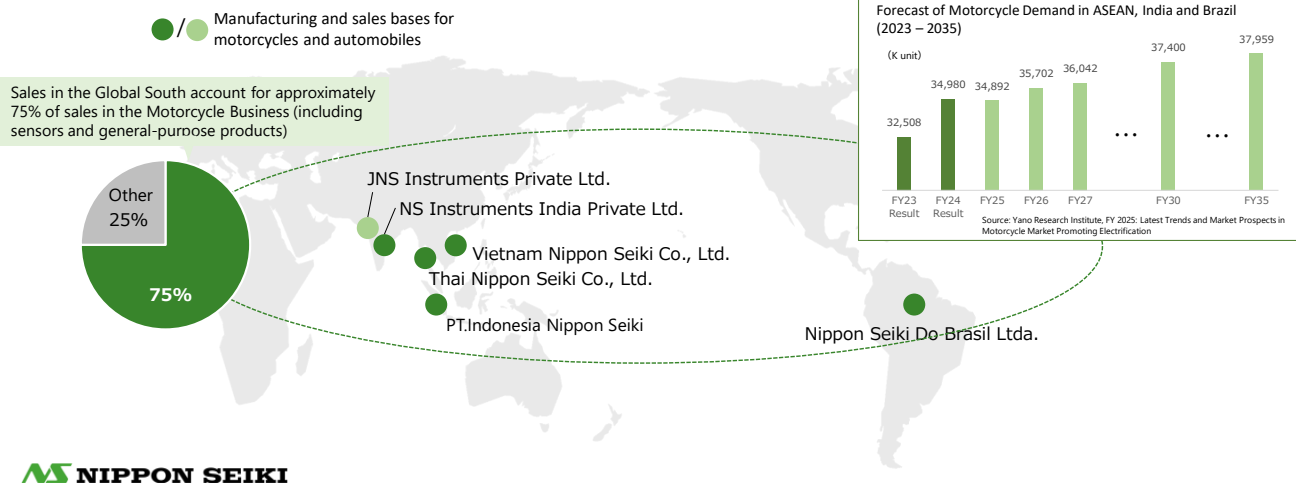 /
Manufacturing and sales bases for
motorcycles and automobiles
Sales in the Global South account for approximately
75% of sales in the Motorcycle Business (including
sensors and general-purpose products)
Other
25%
75%
JNS Instruments Private Ltd.
NS Instruments India Private Ltd.
Vietnam Nippon Seiki Co., Ltd.
Thai Nippon Seiki Co., Ltd.
PT.Indonesia Nippon Seiki
Nippon Seiki Do Brasil Ltda.
Forecast of Motorcycle Demand in ASEAN, India and Brazil
(2023 – 2035)
(K unit)
32,508
34,980
34,892
35,702
36,042
37,400
37,959
...
...
FY23
Result
FY24
Result
FY25
FY26
FY27
FY30
FY35
Source: Yano Research Institute, FY 2025: Latest Trends and Market Prospects in
Motorcycle Market Promoting Electrification
NS NIPPON SEIKI